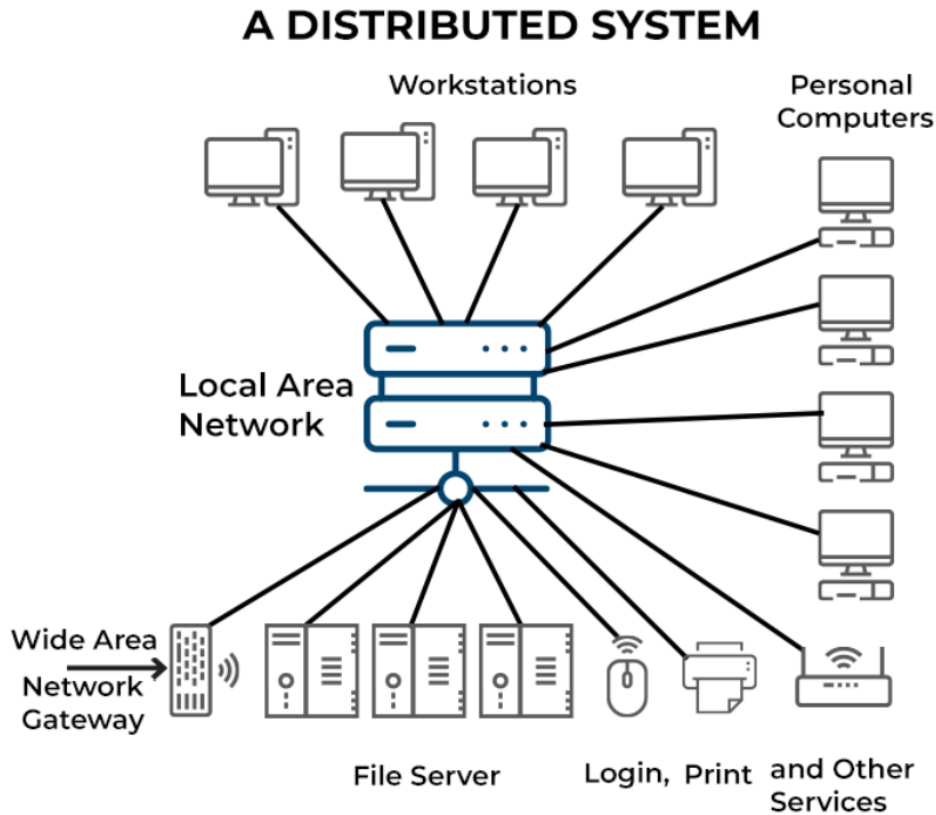 A DISTRIBUTED SYSTEM
Workstations
Personal
Computers
Local Area
Network
Wide Area
Network
Gateway
File Server
Login,
Print
and Other
Services